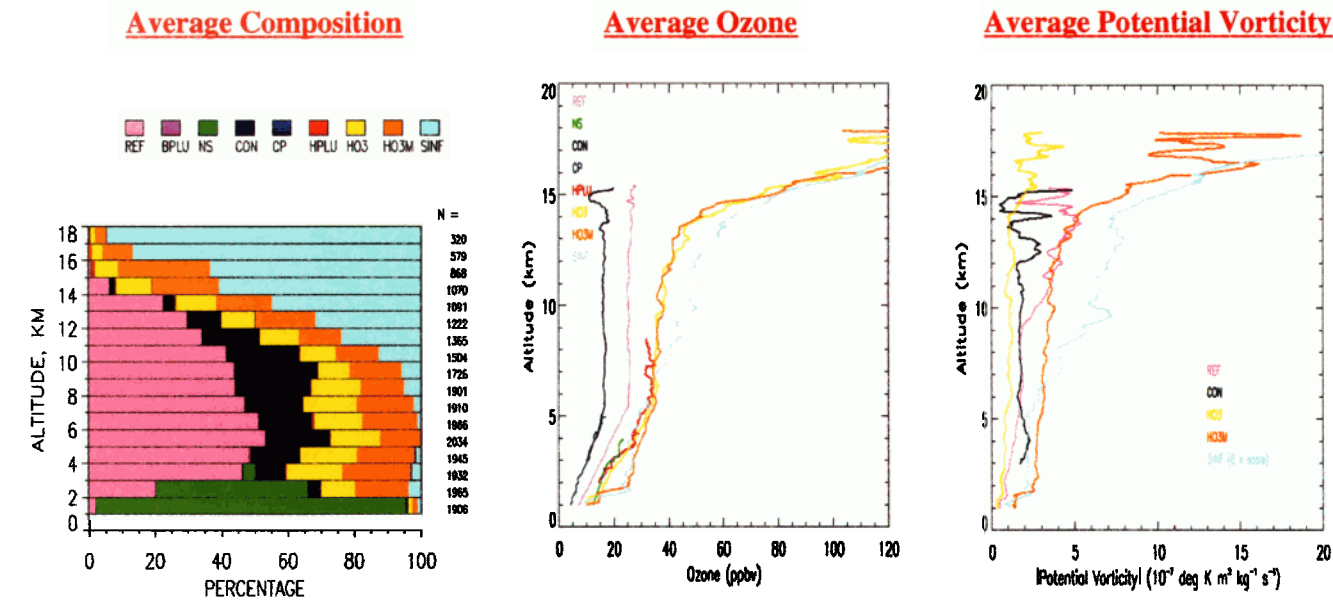 Average Composition
REF BPLU NS CON CP HPLU HO3 HO3M SINF
N =
18
16
14
12
10
8
6
4
2
0
320
579
868
1070
1091
1222
1365
1504
1726
1901
1910
1986
2034
1945
1932
1965
1906
ALTITUDE, KM
0 20 40 60 80 100
PERCENTAGE
Average Ozone
20
15
10
5
0
REF
NS
CON
CP
HPLU
HO3
HO3M
SINF
Altitude (km)
0 20 40 60 80 100 120
Ozone (ppbv)
Average Potential Vorticity
20
15
10
5
0
Altitude (km)
REF
CON
HO3
HO3M
0 5 10 15 20
|Potential Vorticity| (10⁻⁷ deg K m² kg⁻¹ s⁻¹)